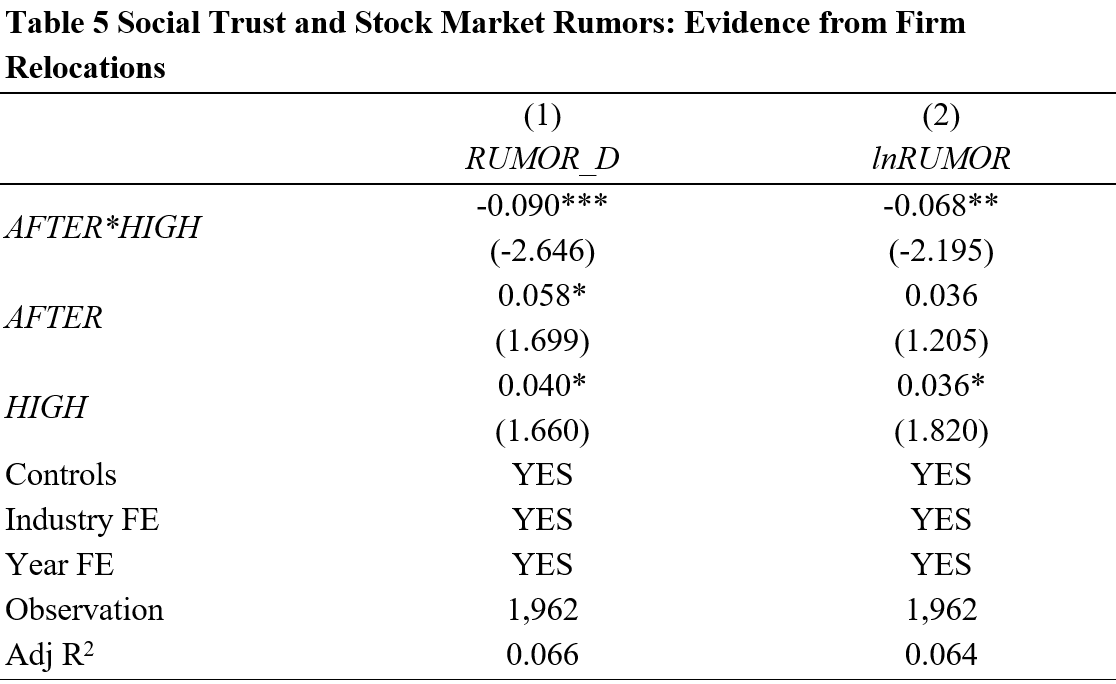 Table 5 Social Trust and Stock Market Rumors: Evidence from Firm
Relocations
(1) (2)
RUMOR_D lnRUMOR
AFTER*HIGH -0.090*** -0.068**
(-2.646) (-2.195)
AFTER 0.058* 0.036
(1.699) (1.205)
HIGH 0.040* 0.036*
(1.660) (1.820)
Controls YES YES
Industry FE YES YES
Year FE YES YES
Observation 1,962 1,962
Adj R² 0.066 0.064